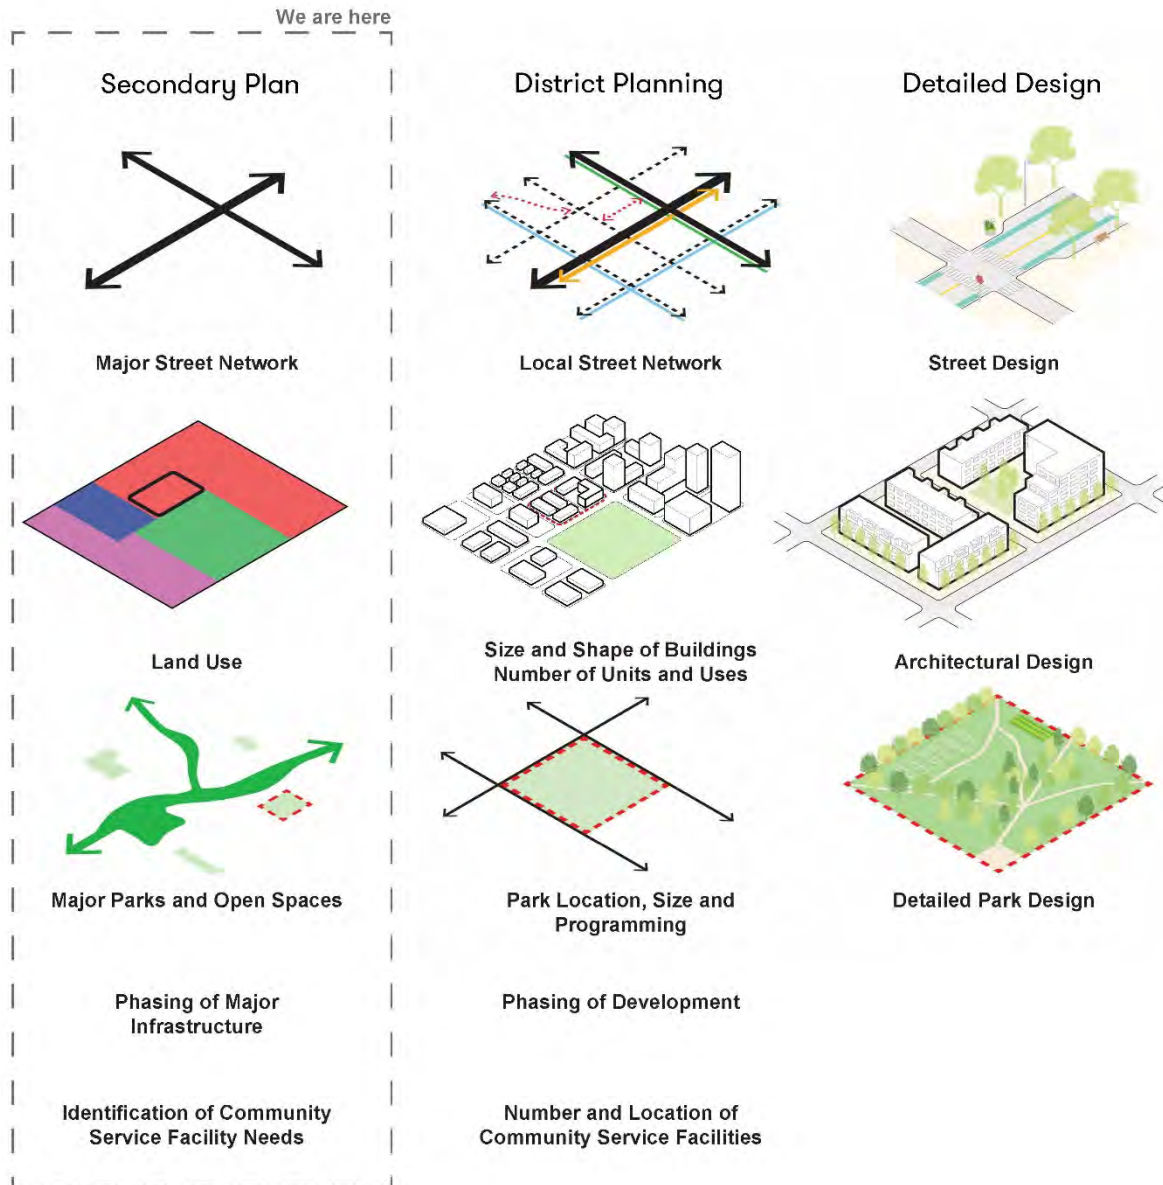 We are here
Secondary Plan
District Planning
Detailed Design
Major Street Network
Local Street Network
Street Design
Land Use
Size and Shape of Buildings
Number of Units and Uses
Architectural Design
Major Parks and Open Spaces
Park Location, Size and
Programming
Detailed Park Design
Phasing of Major
Infrastructure
Phasing of Development
Identification of Community
Service Facility Needs
Number and Location of
Community Service Facilities